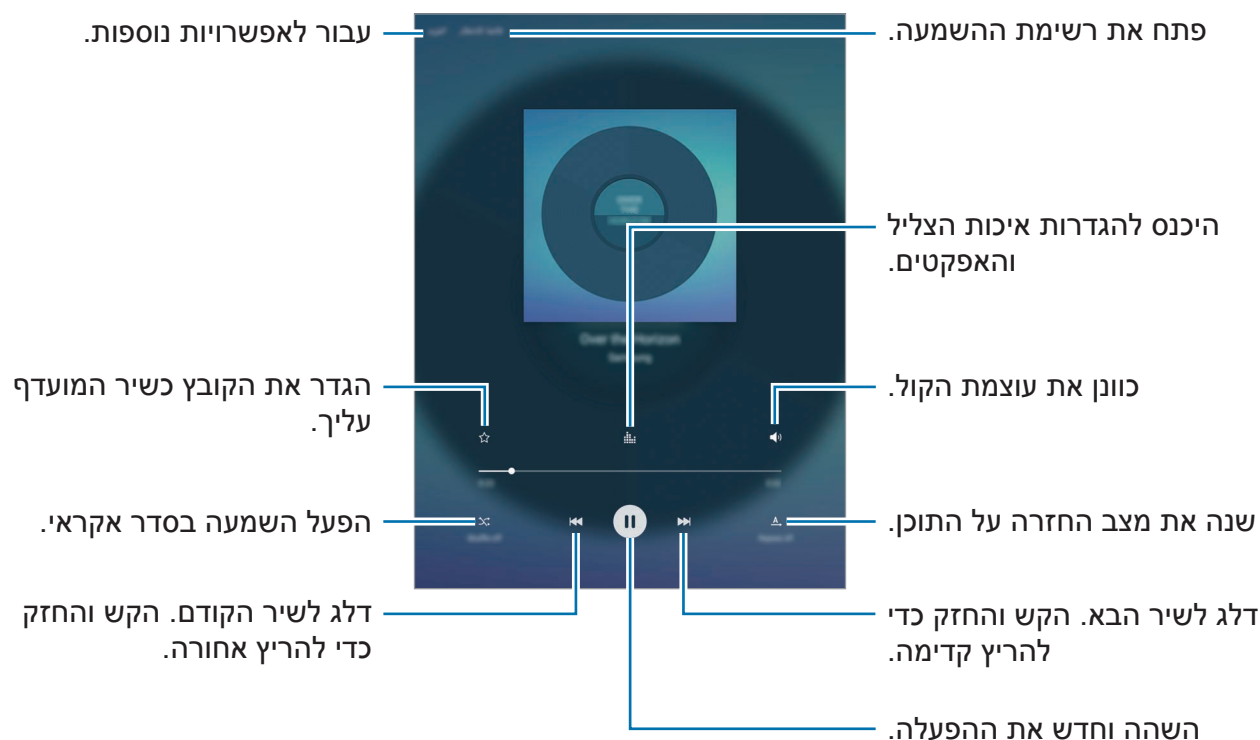 עבור לאפשרויות נוספות.
פתח את רשימת ההשמעה.
היכנס להגדרות איכות הצליל
והאפקטים.
Over the Horizon
Samsung
הגדר את הקובץ כשיר המועדף
עליך.
כוונן את עוצמת הקול.
הפעל השמעה בסדר אקראי.
שנה את מצב החזרה על התוכן.
דלג לשיר הקודם. הקש והחזק
כדי להריץ אחורה.
דלג לשיר הבא. הקש והחזק כדי
להריץ קדימה.
השהה וחדש את ההפעלה.